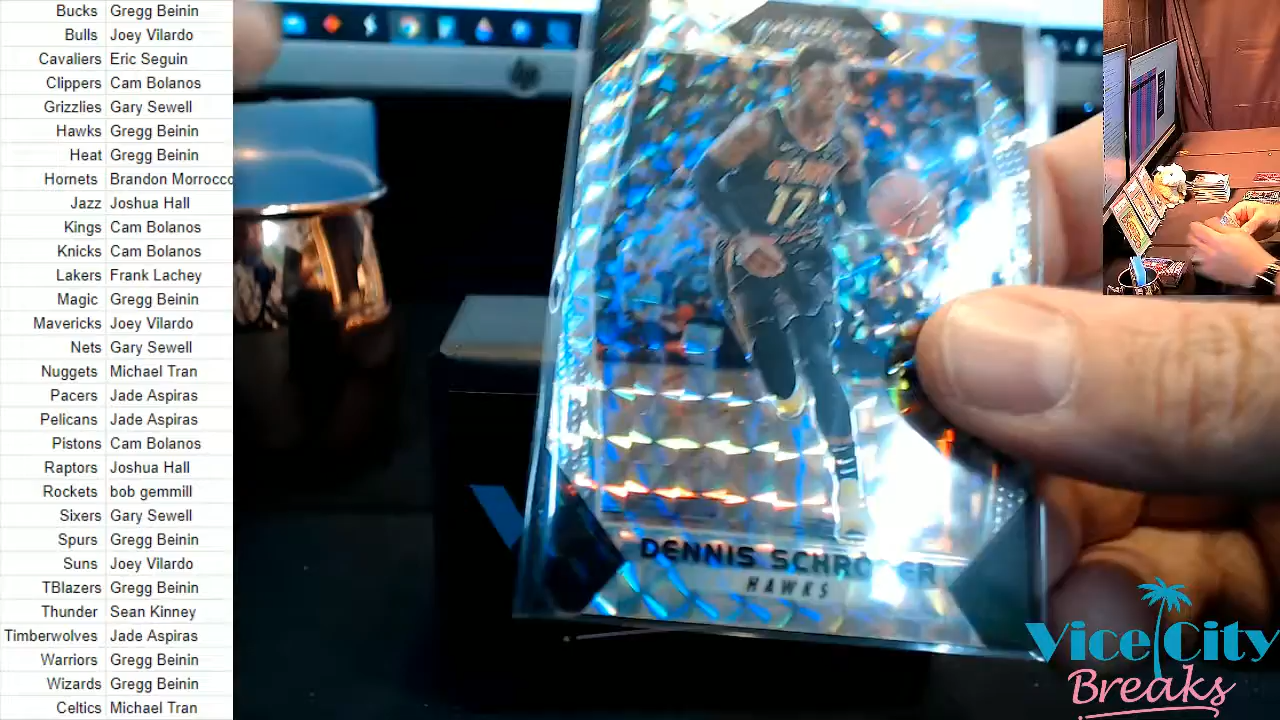 Bucks Gregg Beinin
Bulls Joey Vilardo
Cavaliers Eric Seguin
Clippers Cam Bolanos
Grizzlies Gary Sewell
Hawks Gregg Beinin
Heat Gregg Beinin
Hornets Brandon Morrocco
Jazz Joshua Hall
Kings Cam Bolanos
Knicks Cam Bolanos
Lakers Frank Lachey
Magic Gregg Beinin
Mavericks Joey Vilardo
Nets Gary Sewell
Nuggets Michael Tran
Pacers Jade Aspiras
Pelicans Jade Aspiras
Pistons Cam Bolanos
Raptors Joshua Hall
Rockets bob gemmill
Sixers Gary Sewell
Spurs Gregg Beinin
Suns Joey Vilardo
TBlazers Gregg Beinin
Thunder Sean Kinney
Timberwolves Jade Aspiras
Warriors Gregg Beinin
Wizards Gregg Beinin
Celtics Michael Tran
hp
ATLANTA
17
DENNIS SCHRODER
HAWKS
Vice City
Breaks